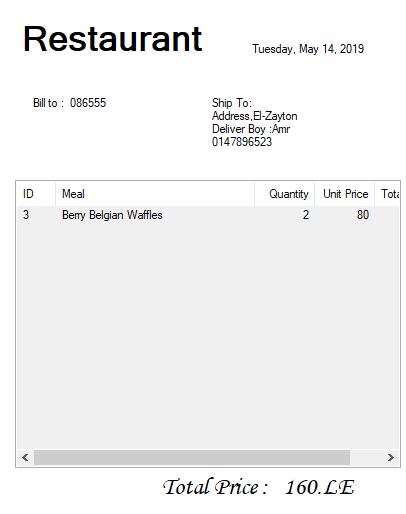 Restaurant
Tuesday, May 14, 2019
Bill to : 086555
Ship To:
Address,El-Zayton
Deliver Boy :Amr
0147896523
ID Meal Quantity Unit Price Tota
3 Berry Belgian Waffles 2 80
Total Price : 160.LE